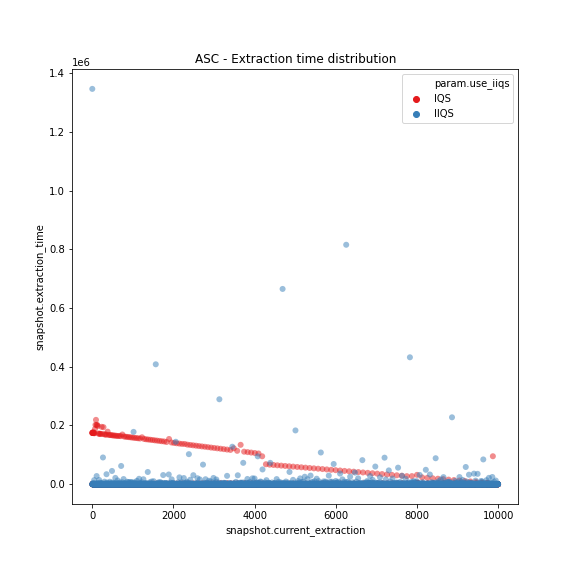 ASC - Extraction time distribution
1e6
param.use_iiqs
IQS
IIQS
1.4
1.2
1.0
0.8
0.6
0.4
0.2
0.0
snapshot.extraction_time
0 2000 4000 6000 8000 10000
snapshot.current_extraction